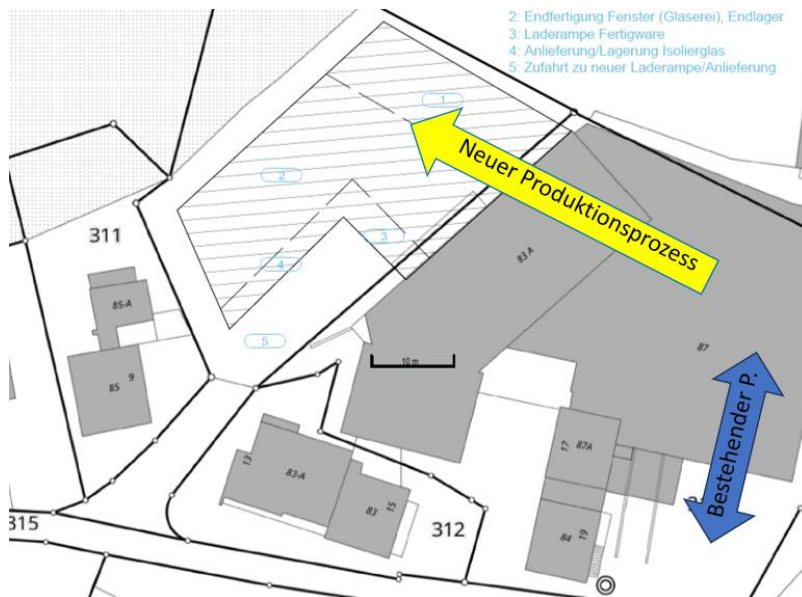 2: Endfertigung Fenster (Glaserei), Endlager
3: Laderampe Fertigware
4: Anlieferung/Lagerung Isolierglas
5: Zufahrt zu neuer Laderampe/Anlieferung
1
Neuer Produktionsprozess
2
311
3
83 A
4
85-A
5
87
10 m
85
9
Bestehender P.
17
87A
13
83-A
83
15
315
312
84
19